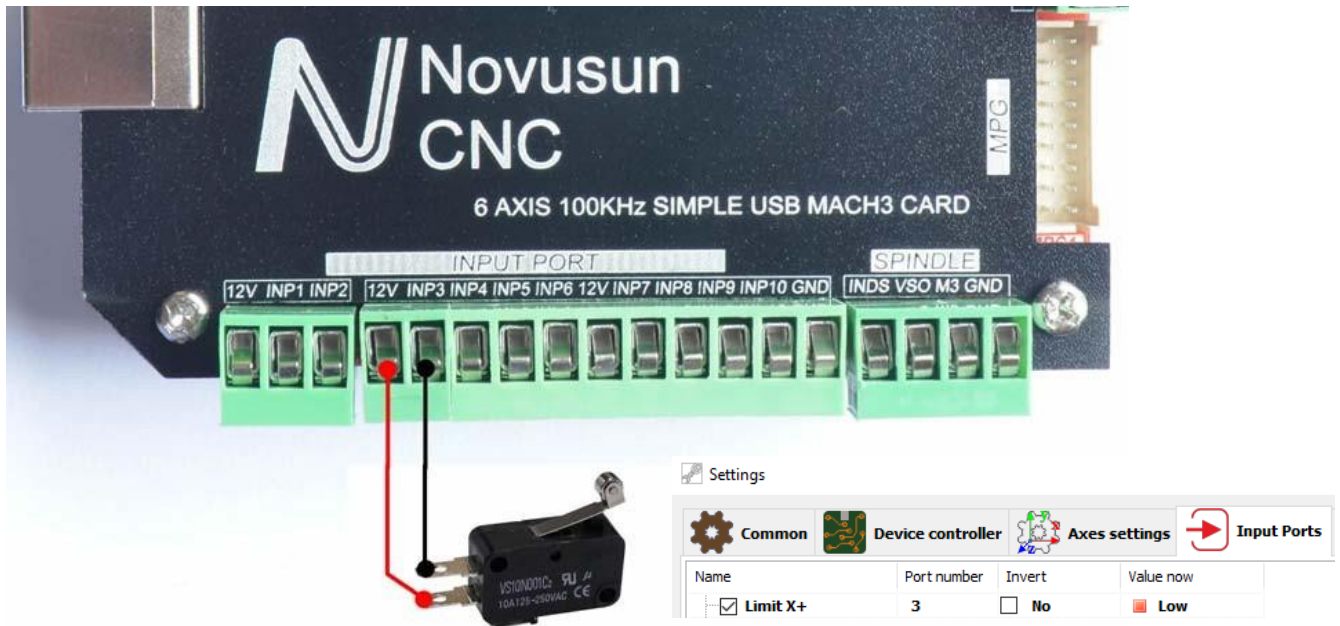 Novusun
CNC
MPG
6 AXIS 100KHz SIMPLE USB MACH3 CARD
INPUT PORT
SPINDLE
12V INP1 INP2
12V INP3 INP4 INP5 INP6 12V INP7 INP8 INP9 INP10 GND
INDS VSO M3 GND
VS10N001C2
10A125-250VAC CE
Settings
Common
Device controller
Axes settings
Input Ports
Name Port number Invert Value now
Limit X+ 3 No Low